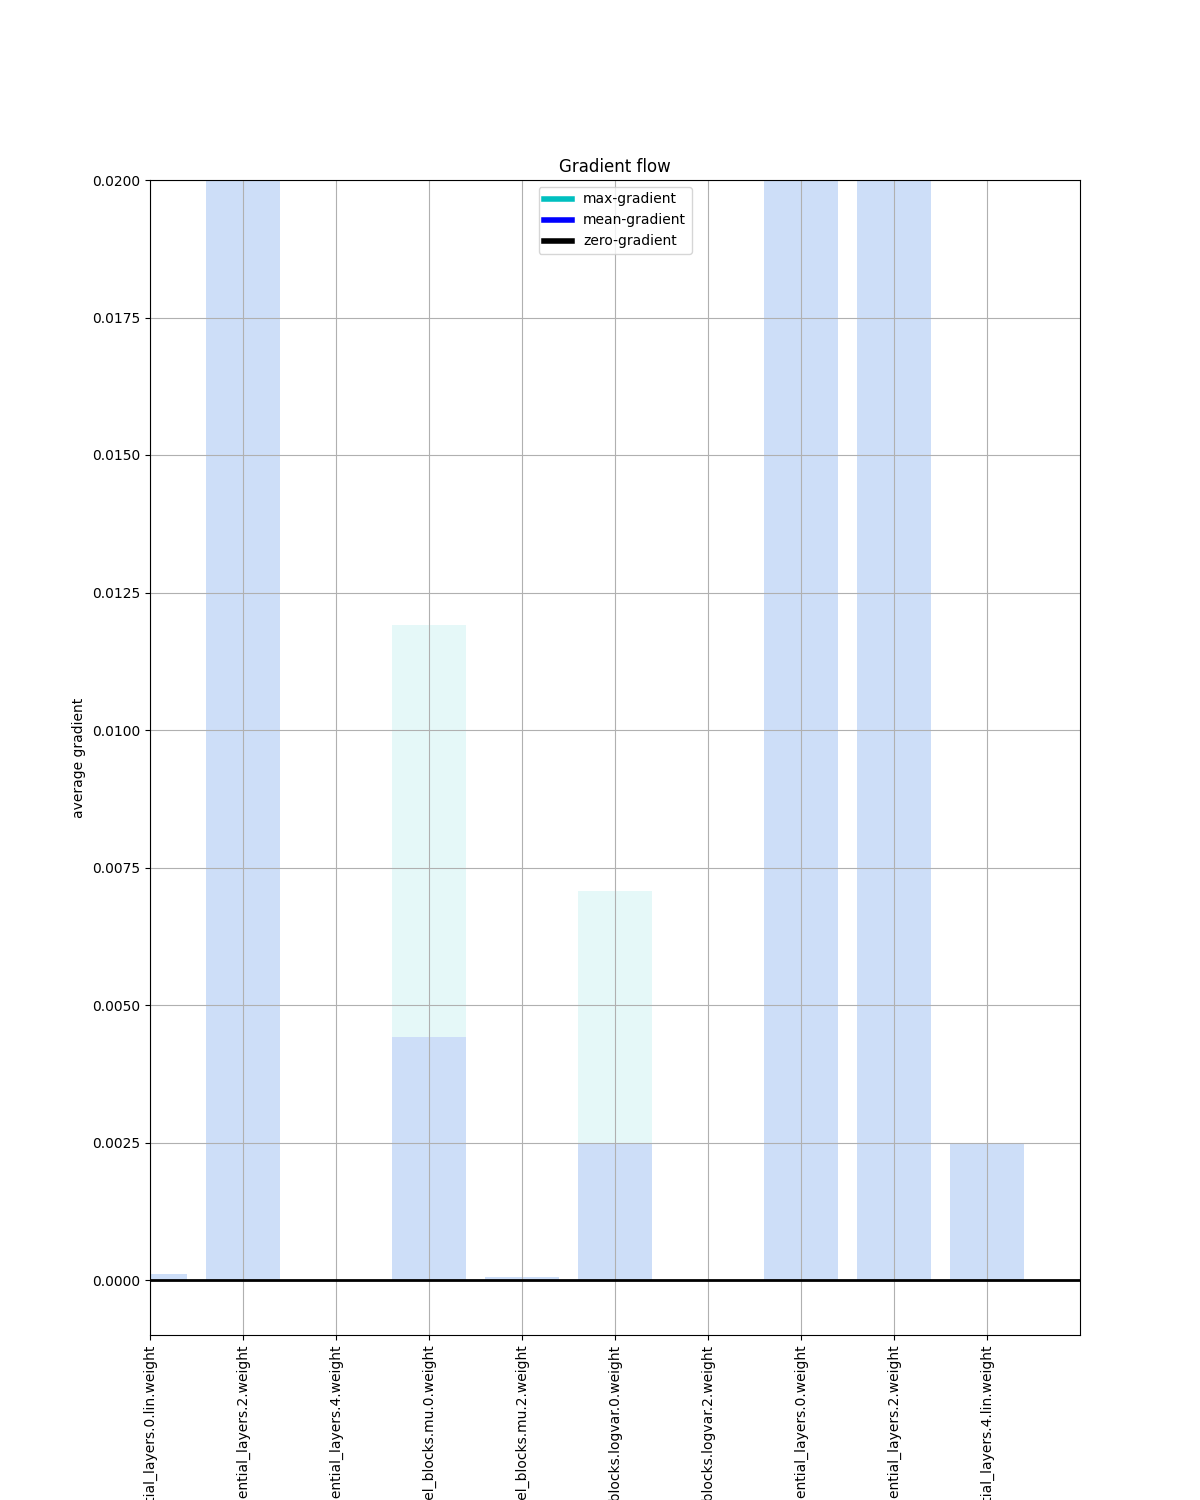 Gradient flow
max-gradient
mean-gradient
zero-gradient
0.0200
0.0175
0.0150
0.0125
0.0100
0.0075
0.0050
0.0025
0.0000
average gradient
tial_layers.0.lin.weight
ential_layers.2.weight
ential_layers.4.weight
el_blocks.mu.0.weight
el_blocks.mu.2.weight
blocks.logvar.0.weight
blocks.logvar.2.weight
ential_layers.0.weight
ential_layers.2.weight
tial_layers.4.lin.weight